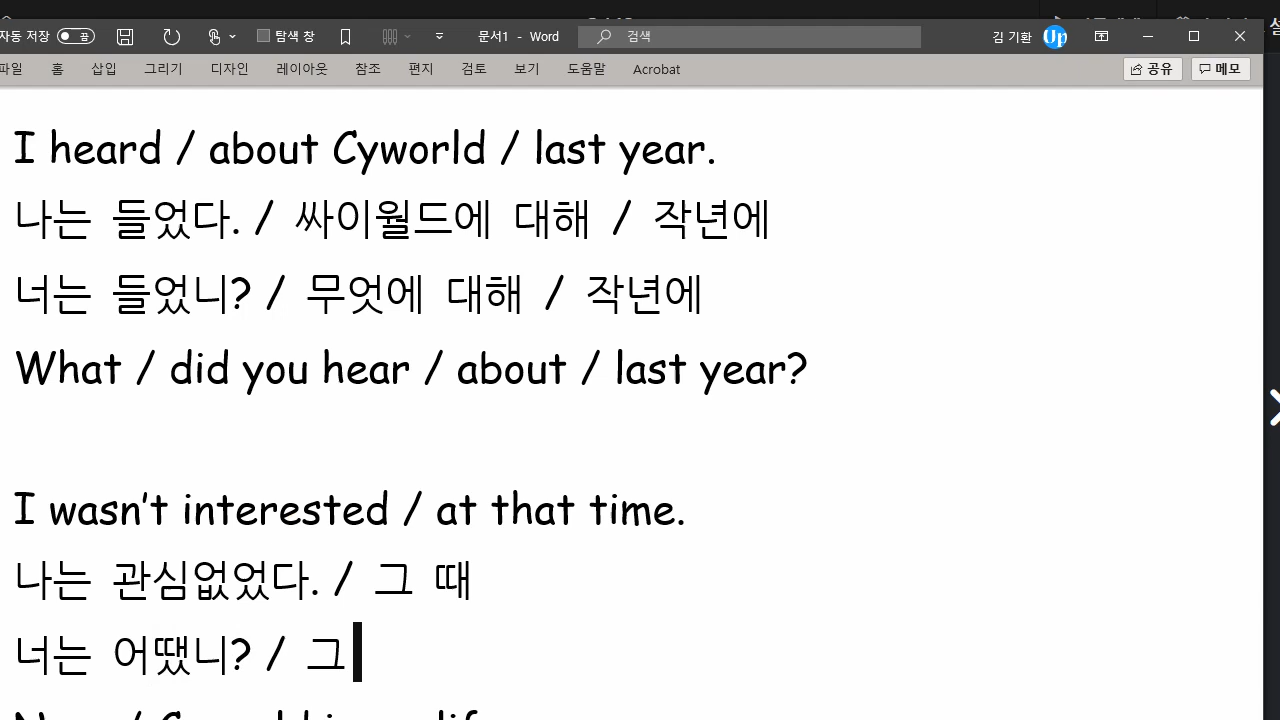 자동 저장 끔 탐색 창 문서1 - Word 검색 김 기환 Up
파일 홈 삽입 그리기 디자인 레이아웃 참조 편지 검토 보기 도움말 Acrobat 공유 메모
I heard / about Cyworld / last year.
나는 들었다. / 싸이월드에 대해 / 작년에
너는 들었니? / 무엇에 대해 / 작년에
What / did you hear / about / last year?
I wasn't interested / at that time.
나는 관심없었다. / 그 때
너는 어땠니? / 그